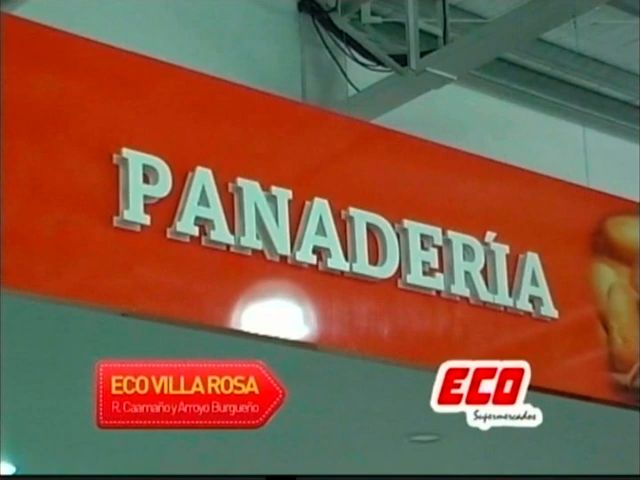 PANADERÍA
ECO VILLA ROSA
R. Caamaño y Arroyo Burgueño
ECO
Supermercados